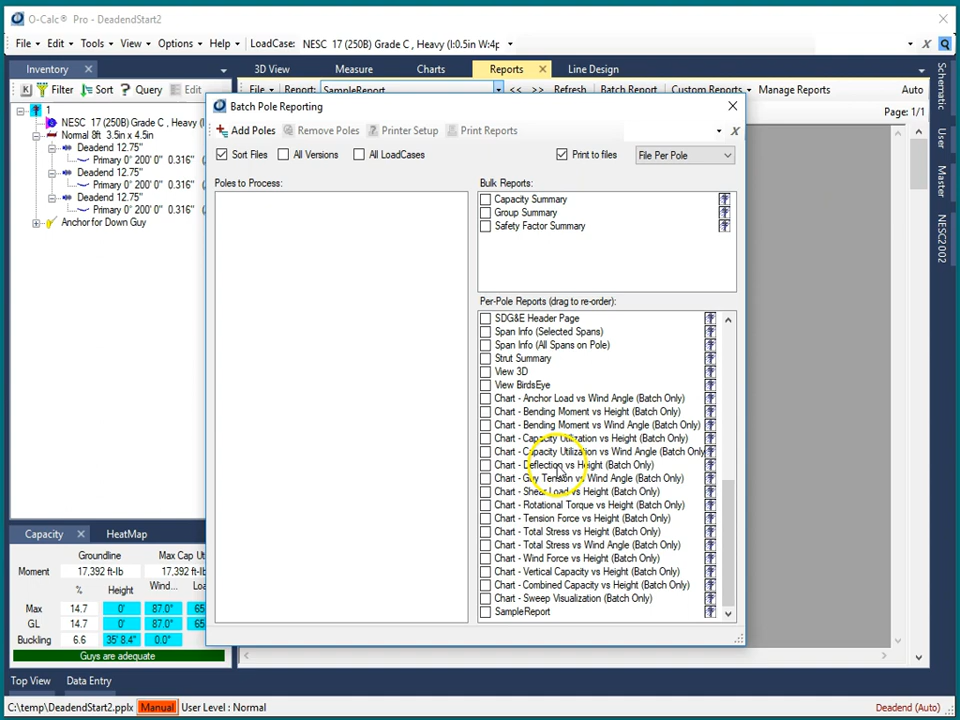 O-Calc® Pro - DeadendStart2
File Edit Tools View Options Help LoadCase: NESC 17 (250B) Grade C , Heavy (I:0.5in W:4p
Inventory
3D View Measure Charts Reports Line Design
Filter Sort ? Query Edit
File Report: SampleReport << >> Refresh Batch Report Custom Reports Manage Reports Auto
Page: 1/1
1
NESC 17 (250B) Grade C , Heavy (I
Normal 8ft 3.5in x 4.5in
Deadend 12.75"
Primary 0° 200' 0" 0.316"
Deadend 12.75"
Primary 0° 200' 0" 0.316"
Deadend 12.75"
Primary 0° 200' 0" 0.316"
Anchor for Down Guy
Batch Pole Reporting
Add Poles Remove Poles Printer Setup Print Reports
Sort Files All Versions All LoadCases Print to files File Per Pole
Poles to Process:
Bulk Reports:
Capacity Summary
Group Summary
Safety Factor Summary
Per-Pole Reports (drag to re-order):
SDG&E Header Page
Span Info (Selected Spans)
Span Info (All Spans on Pole)
Strut Summary
View 3D
View BirdsEye
Chart - Anchor Load vs Wind Angle (Batch Only)
Chart - Bending Moment vs Height (Batch Only)
Chart - Bending Moment vs Wind Angle (Batch Only)
Chart - Capacity Utilization vs Height (Batch Only)
Chart - Capacity Utilization vs Wind Angle (Batch Only
Chart - Deflection vs Height (Batch Only)
Chart - Guy Tension vs Wind Angle (Batch Only)
Chart - Shear Load vs Height (Batch Only)
Chart - Rotational Torque vs Height (Batch Only)
Chart - Tension Force vs Height (Batch Only)
Chart - Total Stress vs Height (Batch Only)
Chart - Total Stress vs Wind Angle (Batch Only)
Chart - Wind Force vs Height (Batch Only)
Chart - Vertical Capacity vs Height (Batch Only)
Chart - Combined Capacity vs Height (Batch Only)
Chart - Sweep Visualization (Batch Only)
SampleReport
Schematic
User
Master
NESC2002
Capacity HeatMap
Groundline Max Cap Ut
Moment 17,392 ft-lb 17,392 ft-lb
% Height Wind... Loa
Max 14.7 0' 87.0° 65
GL 14.7 0' 87.0° 65
Buckling 6.6 35' 8.4" 0.0°
Guys are adequate
Top View Data Entry
C:\temp\DeadendStart2.pplx Manual User Level : Normal Deadend (Auto)